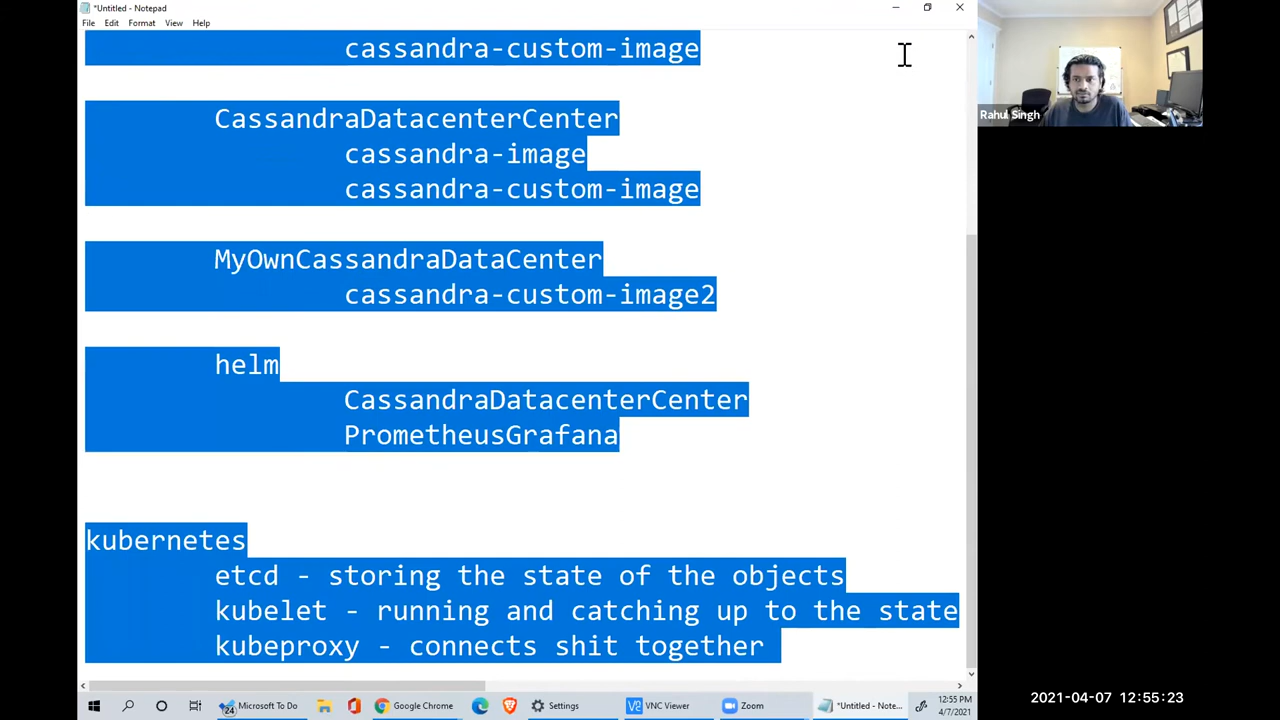 *Untitled - Notepad
File Edit Format View Help
cassandra-custom-image
CassandraDatacenterCenter
cassandra-image
cassandra-custom-image
MyOwnCassandraDataCenter
cassandra-custom-image2
helm
CassandraDatacenterCenter
PrometheusGrafana
kubernetes
etcd - storing the state of the objects
kubelet - running and catching up to the state
kubeproxy - connects shit together
Rahul Singh
24 Microsoft To Do Google Chrome Settings VNC Viewer Zoom *Untitled - Note...
12:55 PM
4/7/2021
2021-04-07 12:55:23